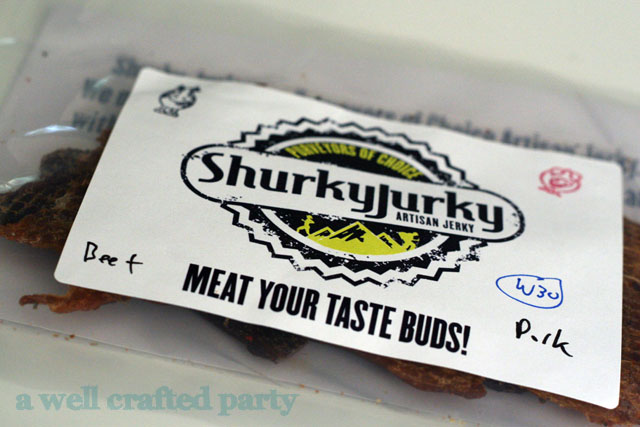 PURVEYORS OF CHOICE
ShurkyJurky
ARTISAN JERKY
Beef
MEAT YOUR TASTE BUDS!
W30
Pork
a well crafted party